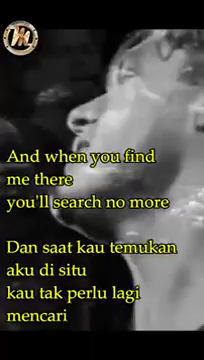 And when you find
me there
you'll search no more
Dan saat kau temukan
aku di situ
kau tak perlu lagi
mencari